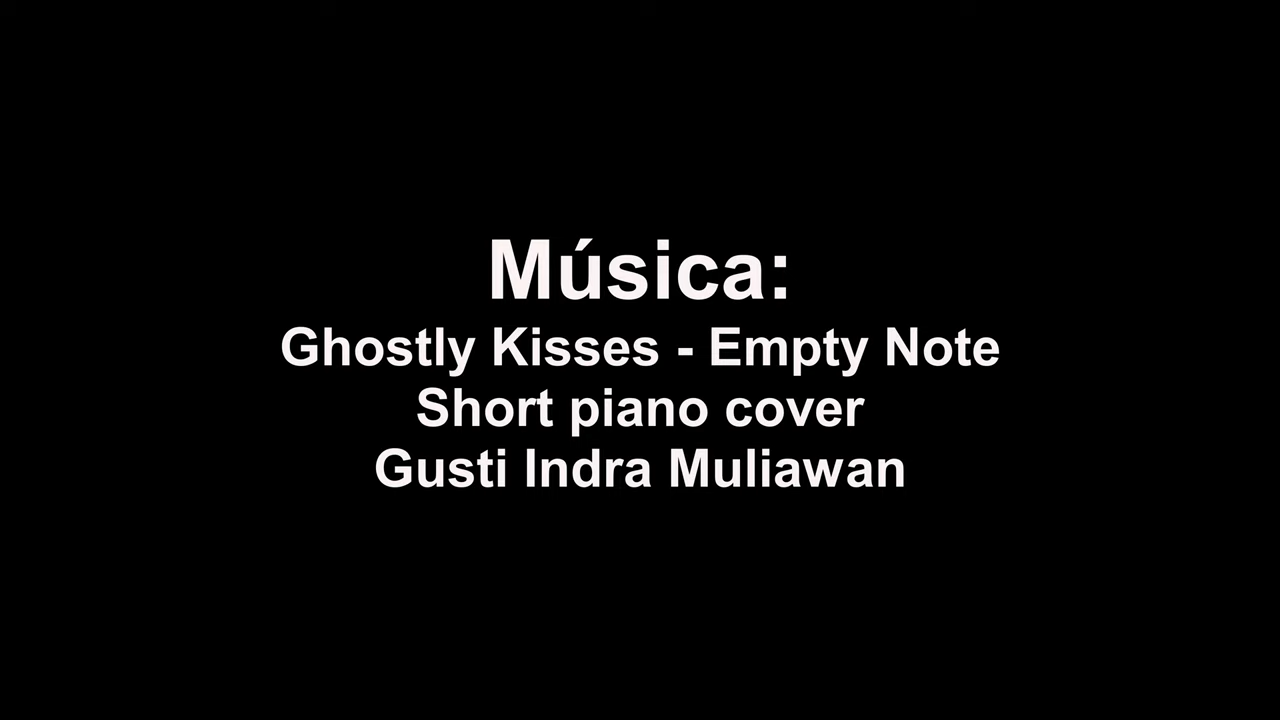 Música:
Ghostly Kisses - Empty Note
Short piano cover
Gusti Indra Muliawan